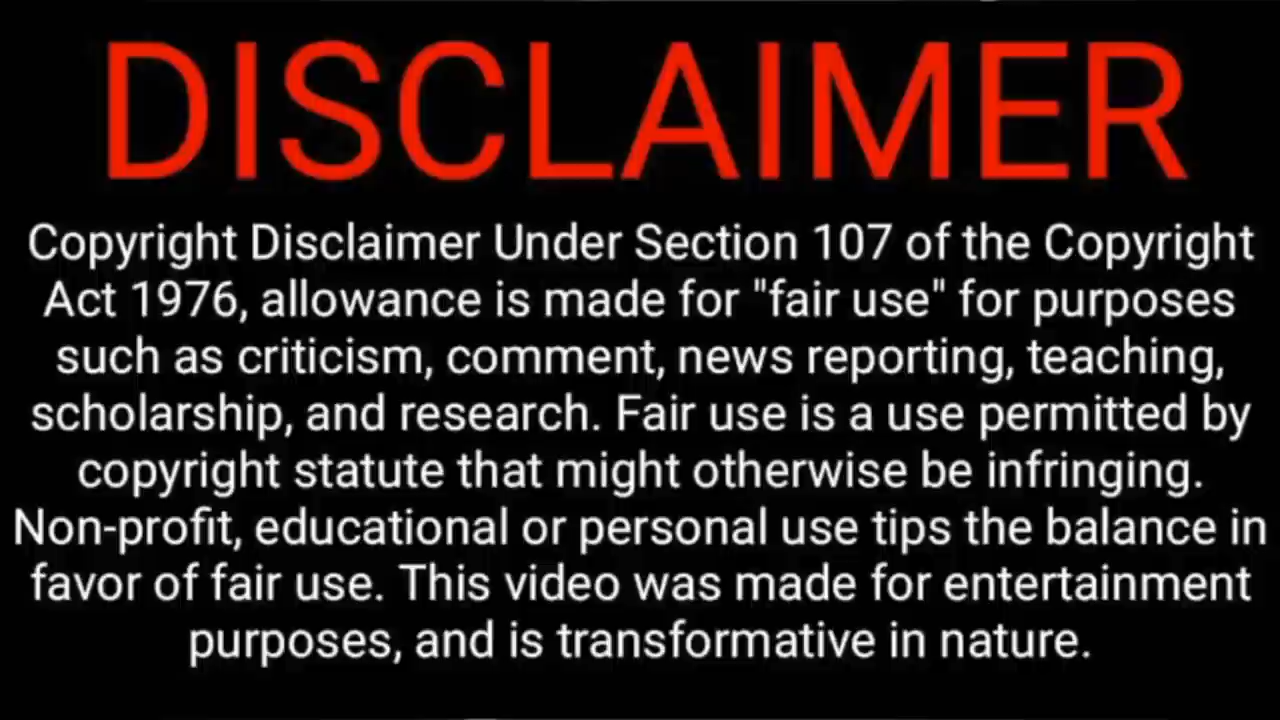 DISCLAIMER
Copyright Disclaimer Under Section 107 of the Copyright
Act 1976, allowance is made for "fair use" for purposes
such as criticism, comment, news reporting, teaching,
scholarship, and research. Fair use is a use permitted by
copyright statute that might otherwise be infringing.
Non-profit, educational or personal use tips the balance in
favor of fair use. This video was made for entertainment
purposes, and is transformative in nature.